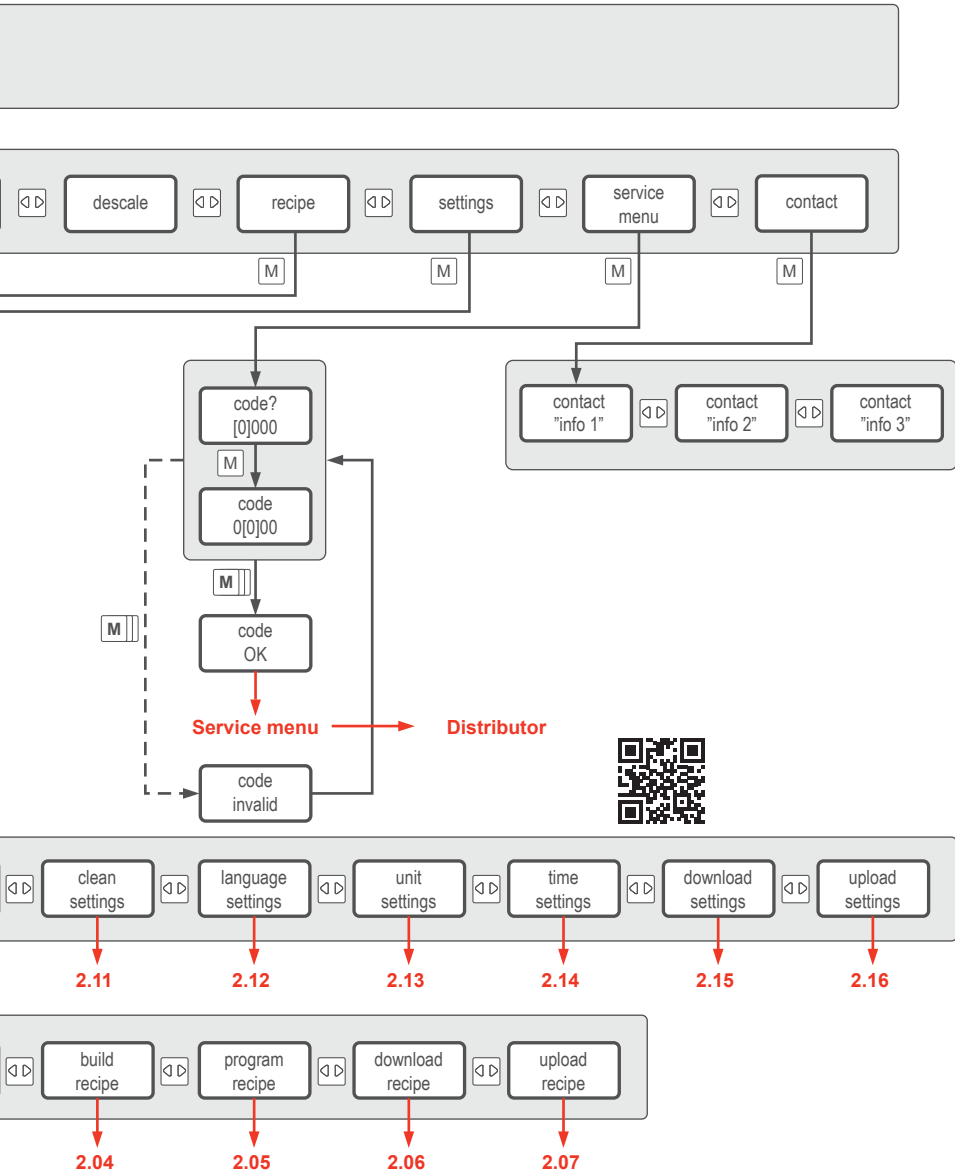 descale
recipe
settings
service
menu
contact
M
M
M
M
code?
[0]000
M
code
0[0]00
contact
"info 1"
contact
"info 2"
contact
"info 3"
M
M
code
OK
Service menu
Distributor
code
invalid
clean
settings
language
settings
unit
settings
time
settings
download
settings
upload
settings
2.11
2.12
2.13
2.14
2.15
2.16
build
recipe
program
recipe
download
recipe
upload
recipe
2.04
2.05
2.06
2.07